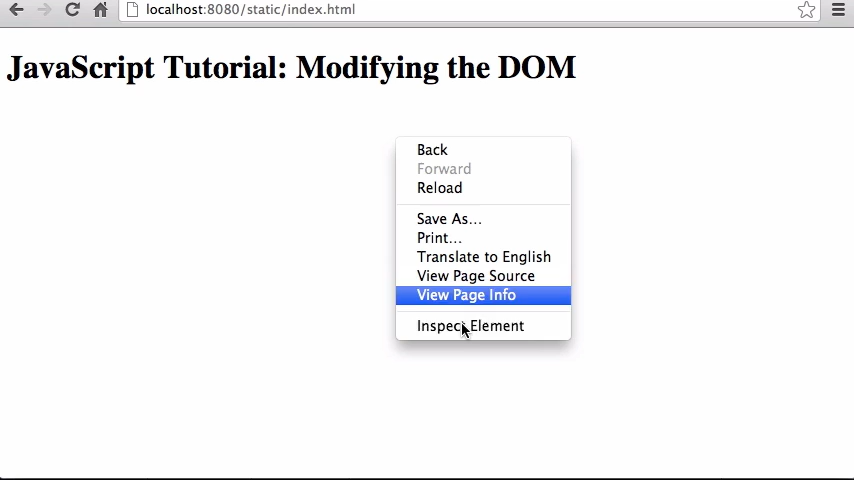 localhost:8080/static/index.html
JavaScript Tutorial: Modifying the DOM
Back
Forward
Reload
Save As...
Print...
Translate to English
View Page Source
View Page Info
Inspect Element